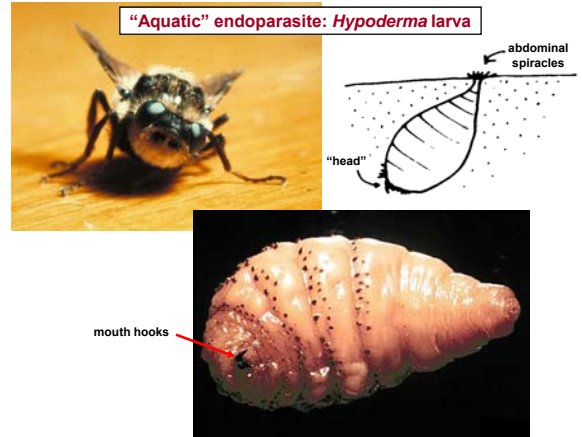 “Aquatic” endoparasite: Hypoderma larva
abdominal
spiracles
“head”
mouth hooks